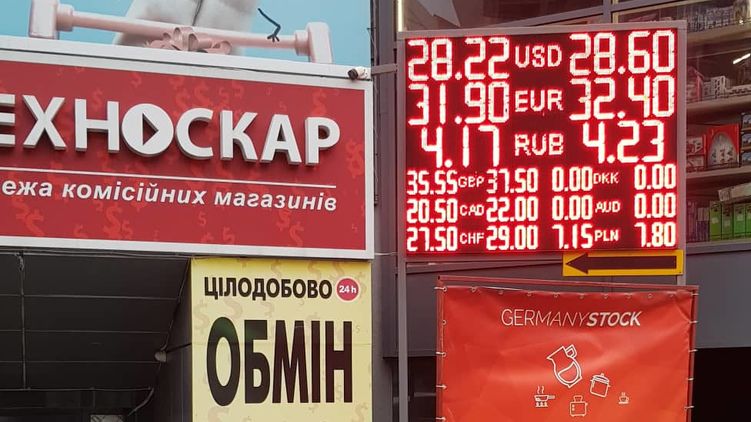 ЕХНОСКАР
ежа комісійних магазинів
ЦІЛОДОБОВО 24h
ОБМІН
28.22 USD 28.60
31.90 EUR 32.40
4.17 RUB 4.23
35.55 GBP 37.50 0.00 DKK 0.00
20.50 CAD 22.00 0.00 AUD 0.00
27.50 CHF 29.00 7.15 PLN 7.80
GERMANYSTOCK